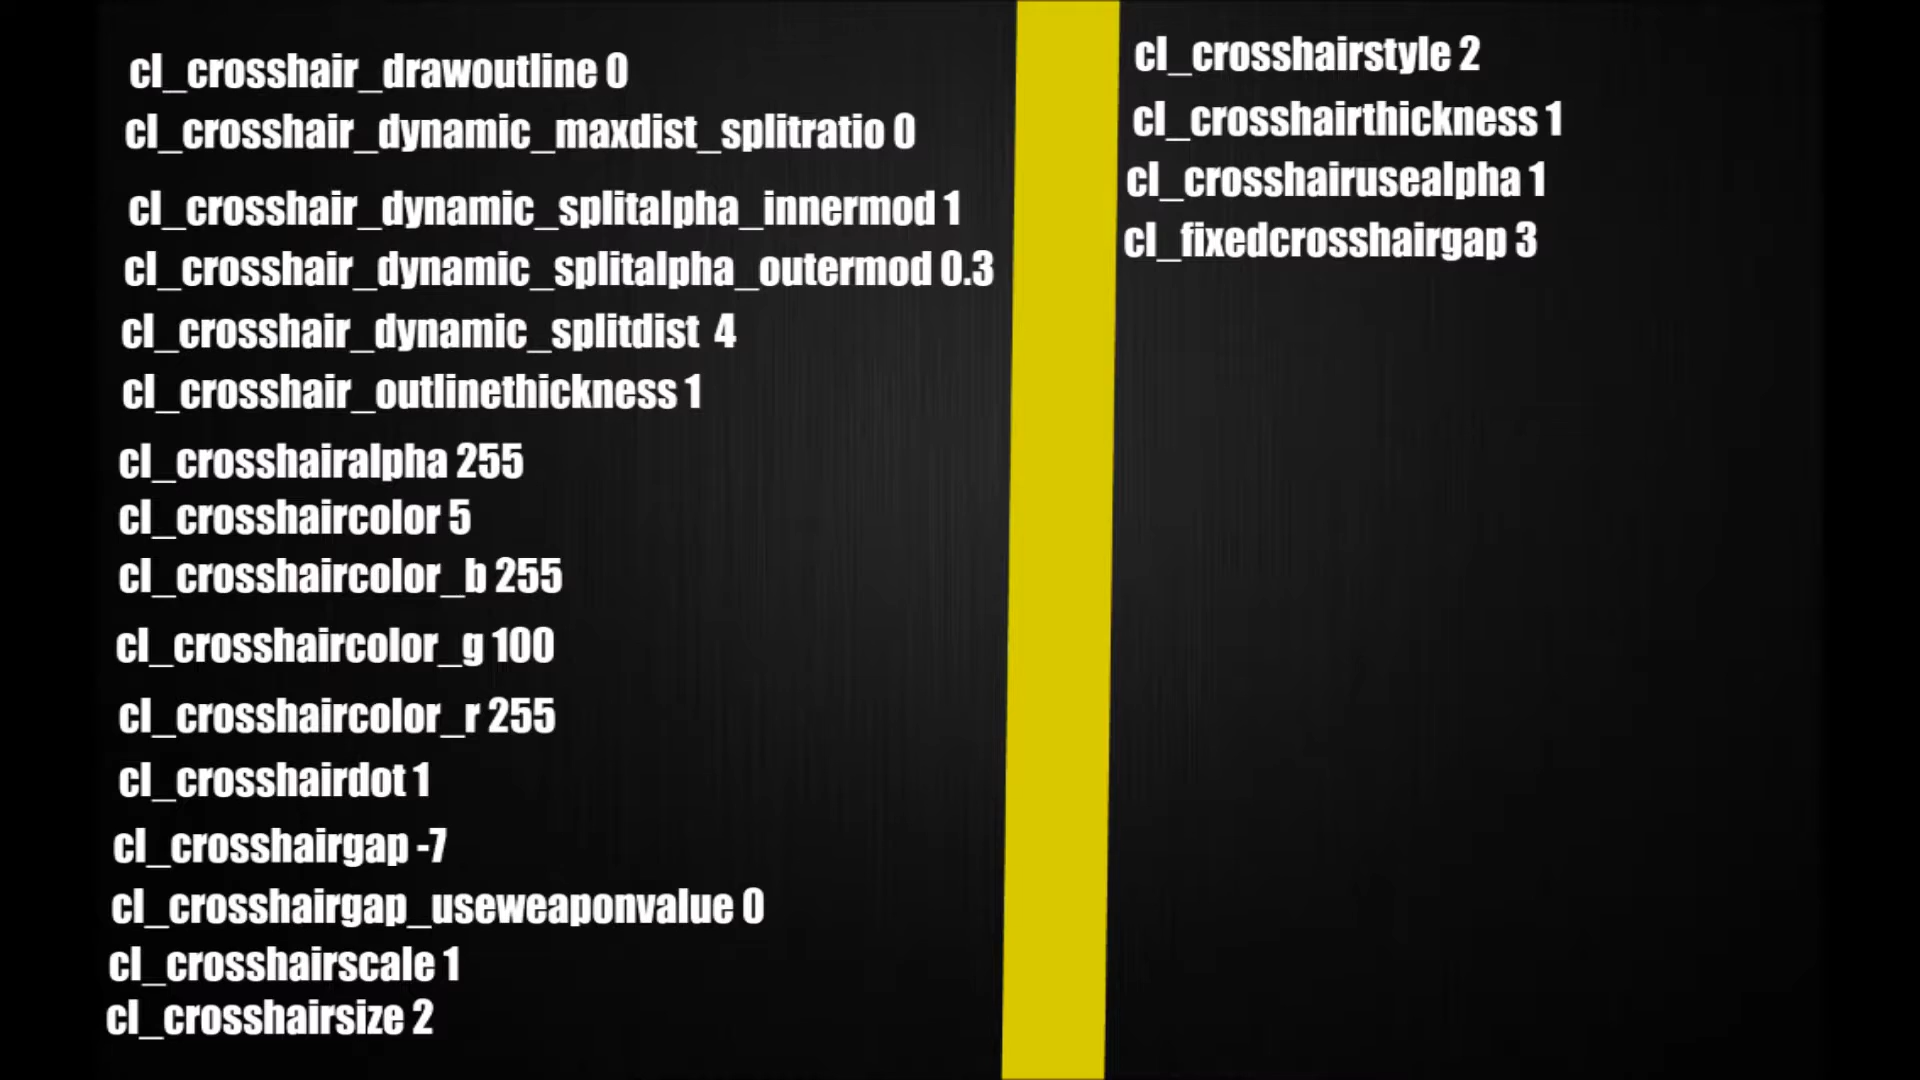 cl_crosshair_drawoutline 0
cl_crosshair_dynamic_maxdist_splitratio 0
cl_crosshair_dynamic_splitalpha_innermod 1
cl_crosshair_dynamic_splitalpha_outermod 0.3
cl_crosshair_dynamic_splitdist 4
cl_crosshair_outlinethickness 1
cl_crosshairalpha 255
cl_crosshaircolor 5
cl_crosshaircolor_b 255
cl_crosshaircolor_g 100
cl_crosshaircolor_r 255
cl_crosshairdot 1
cl_crosshairgap -7
cl_crosshairgap_useweaponvalue 0
cl_crosshairscale 1
cl_crosshairsize 2
cl_crosshairstyle 2
cl_crosshairthickness 1
cl_crosshairusealpha 1
cl_fixedcrosshairgap 3